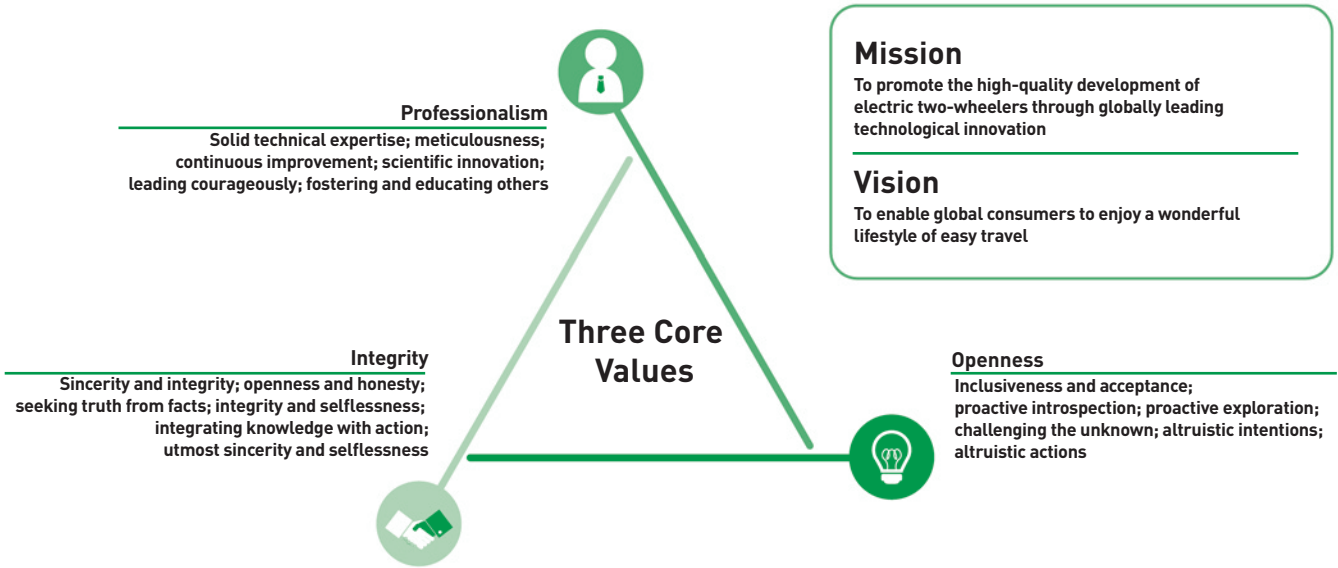 Professionalism
Solid technical expertise; meticulousness;
continuous improvement; scientific innovation;
leading courageously; fostering and educating others
Mission
To promote the high-quality development of
electric two-wheelers through globally leading
technological innovation
Vision
To enable global consumers to enjoy a wonderful
lifestyle of easy travel
Three Core
Values
Integrity
Sincerity and integrity; openness and honesty;
seeking truth from facts; integrity and selflessness;
integrating knowledge with action;
utmost sincerity and selflessness
Openness
Inclusiveness and acceptance;
proactive introspection; proactive exploration;
challenging the unknown; altruistic intentions;
altruistic actions